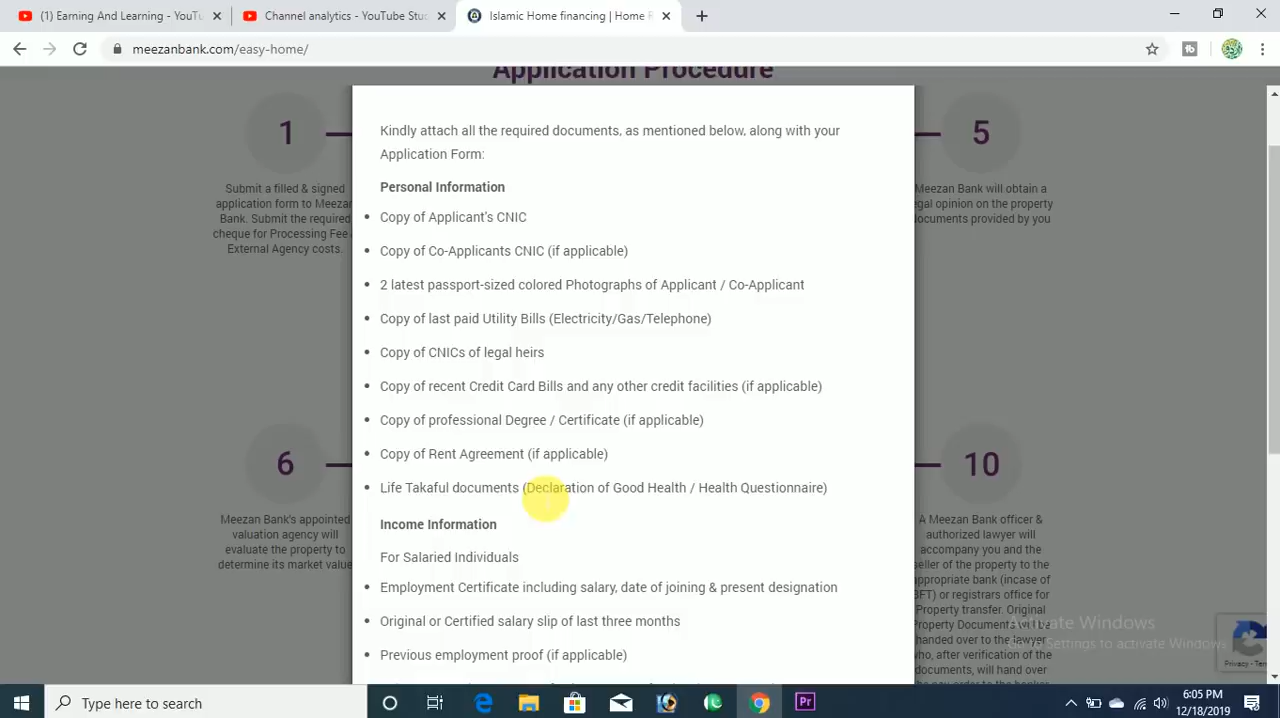 (1) Earning And Learning - YouTu
Channel analytics - YouTube Stu
Islamic Home financing | Home R
meezanbank.com/easy-home/
Application Procedure
1
Submit a filled & signed
application form to Meezan
Bank. Submit the required
cheque for Processing Fee &
External Agency costs.
6
Meezan Bank's appointed
valuation agency will
evaluate the property to
determine its market value
Kindly attach all the required documents, as mentioned below, along with your
Application Form:
Personal Information
• Copy of Applicant's CNIC
• Copy of Co-Applicants CNIC (if applicable)
• 2 latest passport-sized colored Photographs of Applicant / Co-Applicant
• Copy of last paid Utility Bills (Electricity/Gas/Telephone)
• Copy of CNICs of legal heirs
• Copy of recent Credit Card Bills and any other credit facilities (if applicable)
• Copy of professional Degree / Certificate (if applicable)
• Copy of Rent Agreement (if applicable)
• Life Takaful documents (Declaration of Good Health / Health Questionnaire)
Income Information
For Salaried Individuals
• Employment Certificate including salary, date of joining & present designation
• Original or Certified salary slip of last three months
• Previous employment proof (if applicable)
5
Meezan Bank will obtain a
legal opinion on the property
documents provided by you
10
A Meezan Bank officer &
authorized lawyer will
accompany you and the
seller of the property to the
appropriate bank (incase of
BFT) or registrars office for
Property transfer. Original
Property Documents will be
handed over to the lawyer
who, after verification of the
documents, will hand over
the pay order to the banker
Activate Windows
Go to Settings to activate Windows.
Privacy - Terms
Type here to search
Pr
6:05 PM
12/18/2019